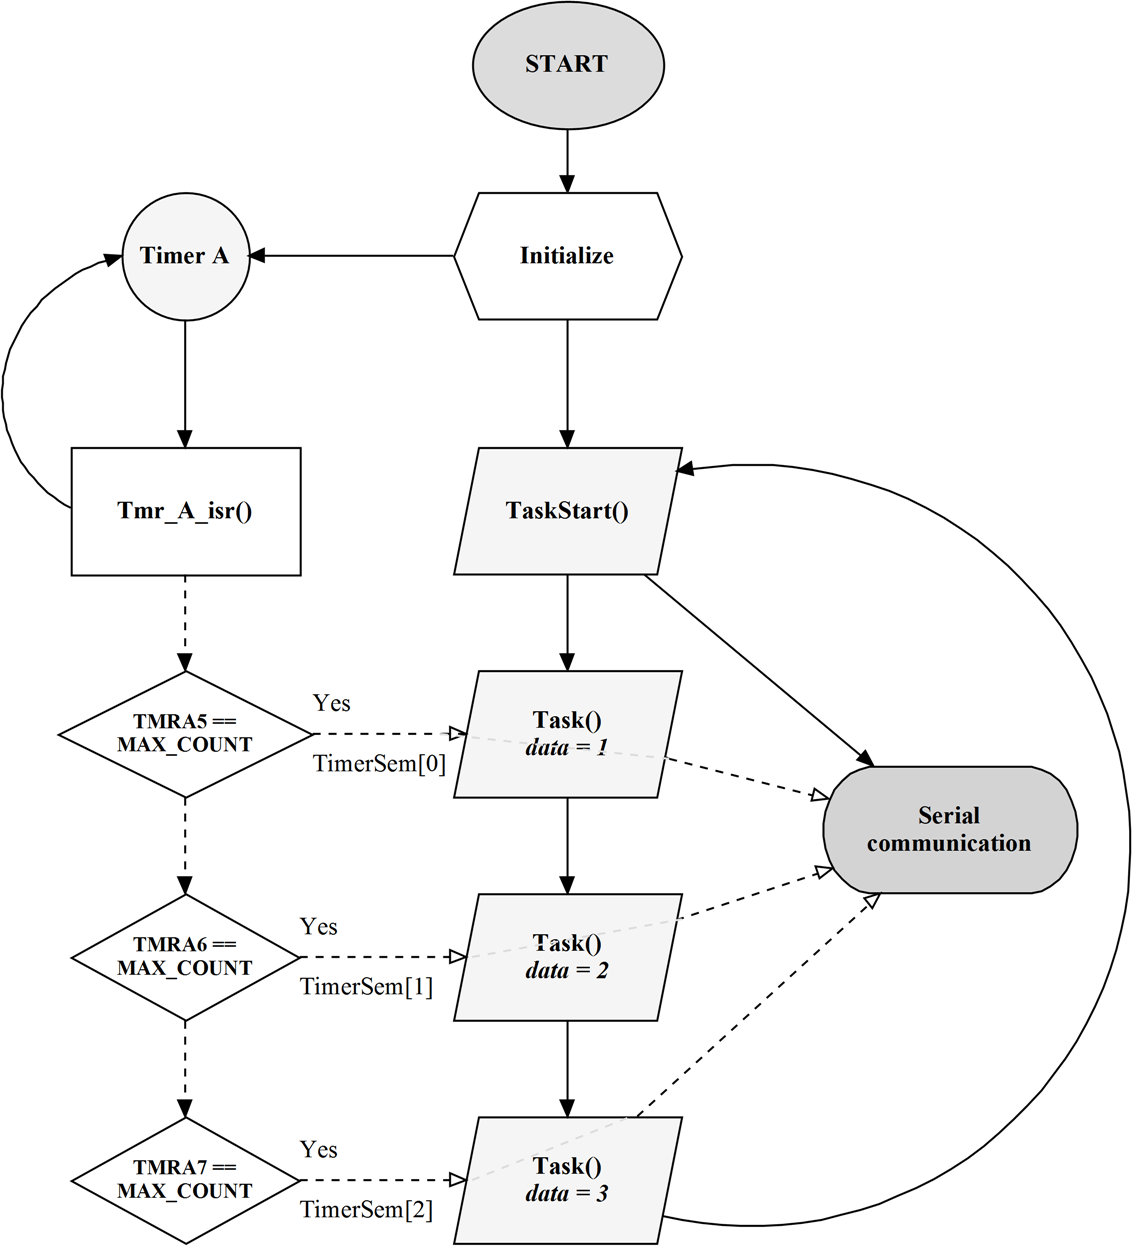 START
Timer A
Initialize
Tmr_A_isr()
TaskStart()
TMRA5 ==
MAX_COUNT
Yes
TimerSem[0]
Task()
data = 1
Serial
communication
TMRA6 ==
MAX_COUNT
Yes
TimerSem[1]
Task()
data = 2
TMRA7 ==
MAX_COUNT
Yes
TimerSem[2]
Task()
data = 3